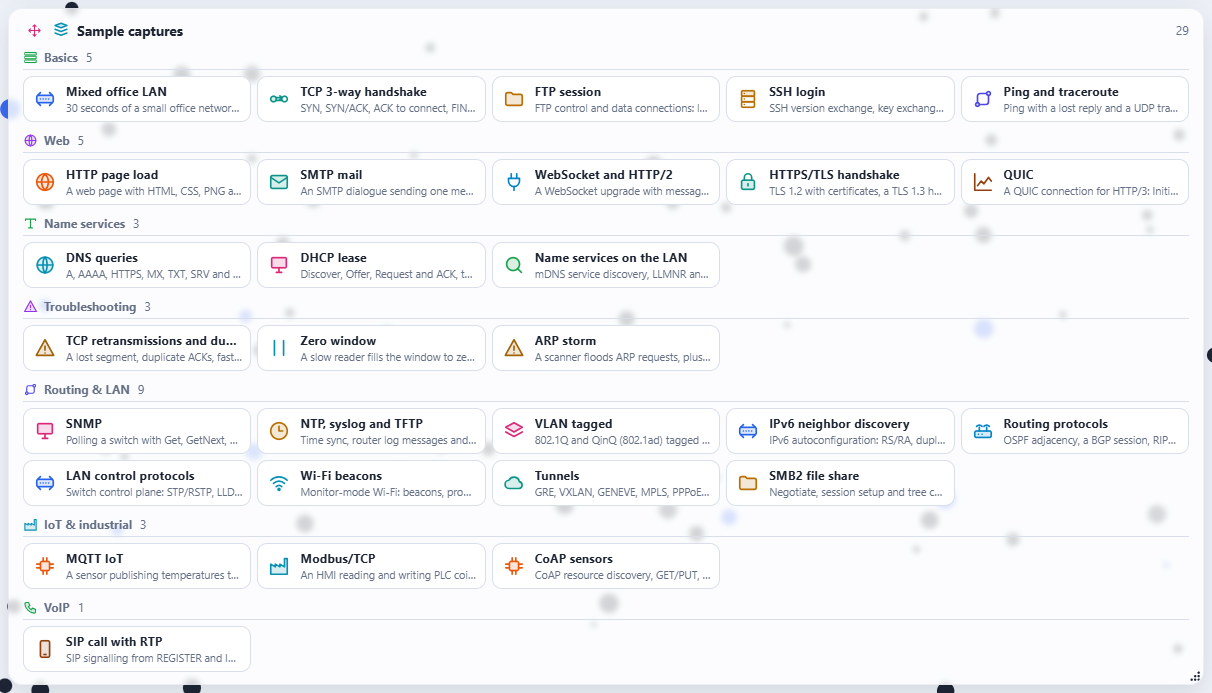 Sample captures
29
Basics 5
Mixed office LAN
30 seconds of a small office networ...
TCP 3-way handshake
SYN, SYN/ACK, ACK to connect, FIN...
FTP session
FTP control and data connections: l...
SSH login
SSH version exchange, key exchang...
Ping and traceroute
Ping with a lost reply and a UDP tra...
Web 5
HTTP page load
A web page with HTML, CSS, PNG a...
SMTP mail
An SMTP dialogue sending one me...
WebSocket and HTTP/2
A WebSocket upgrade with messag...
HTTPS/TLS handshake
TLS 1.2 with certificates, a TLS 1.3 h...
QUIC
A QUIC connection for HTTP/3: Initi...
Name services 3
DNS queries
A, AAAA, HTTPS, MX, TXT, SRV and ...
DHCP lease
Discover, Offer, Request and ACK, t...
Name services on the LAN
mDNS service discovery, LLMNR an...
Troubleshooting 3
TCP retransmissions and du...
A lost segment, duplicate ACKs, fast...
Zero window
A slow reader fills the window to ze...
ARP storm
A scanner floods ARP requests, plus...
Routing & LAN 9
SNMP
Polling a switch with Get, GetNext, ...
NTP, syslog and TFTP
Time sync, router log messages and...
VLAN tagged
802.1Q and QinQ (802.1ad) tagged ...
IPv6 neighbor discovery
IPv6 autoconfiguration: RS/RA, dupl...
Routing protocols
OSPF adjacency, a BGP session, RIP...
LAN control protocols
Switch control plane: STP/RSTP, LLD...
Wi-Fi beacons
Monitor-mode Wi-Fi: beacons, pro...
Tunnels
GRE, VXLAN, GENEVE, MPLS, PPPoE...
SMB2 file share
Negotiate, session setup and tree c...
IoT & industrial 3
MQTT IoT
A sensor publishing temperatures t...
Modbus/TCP
An HMI reading and writing PLC coi...
CoAP sensors
CoAP resource discovery, GET/PUT, ...
VoIP 1
SIP call with RTP
SIP signalling from REGISTER and I...